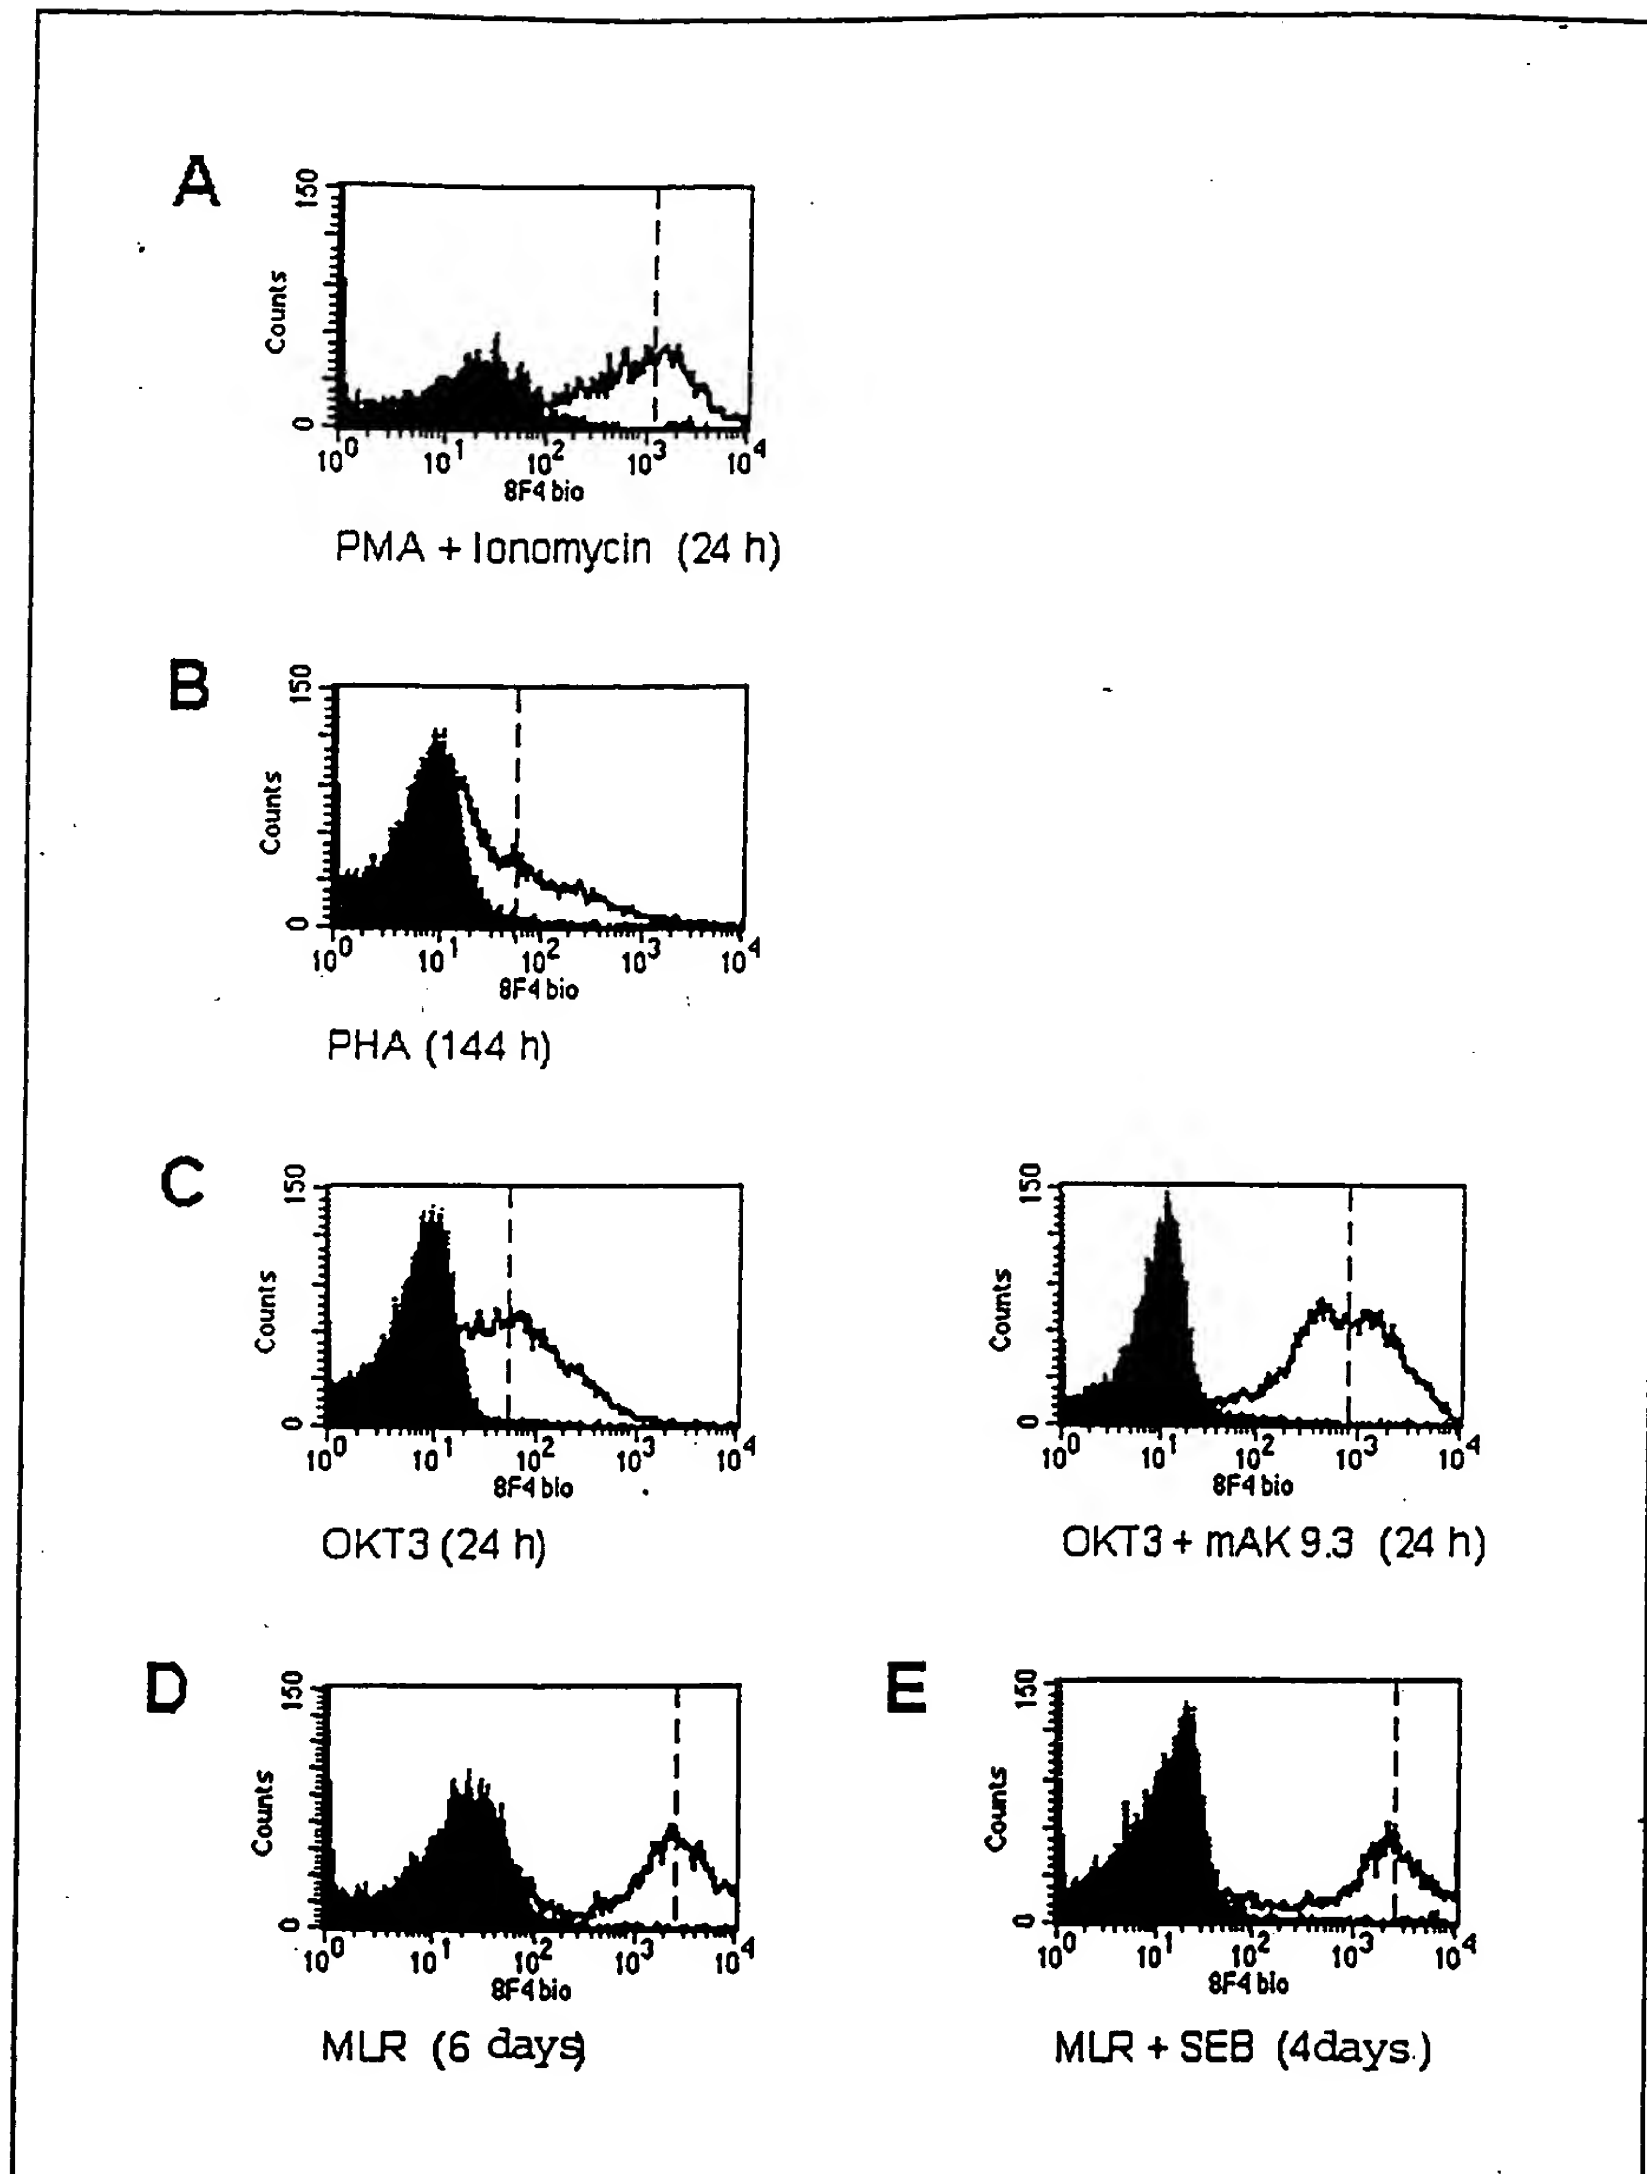 A
150
Counts
0
10^0 10^1 10^2 10^3 10^4
8F4 bio
PMA + Ionomycin (24 h)
B
150
Counts
0
10^0 10^1 10^2 10^3 10^4
8F4 bio
PHA (144 h)
C
150
Counts
0
10^0 10^1 10^2 10^3 10^4
8F4 bio
OKT3 (24 h)
150
Counts
0
10^0 10^1 10^2 10^3 10^4
8F4 bio
OKT3 + mAK 9.3 (24 h)
D
150
Counts
0
10^0 10^1 10^2 10^3 10^4
8F4 bio
MLR (6 days)
E
150
Counts
0
10^0 10^1 10^2 10^3 10^4
8F4 bio
MLR + SEB (4days.)